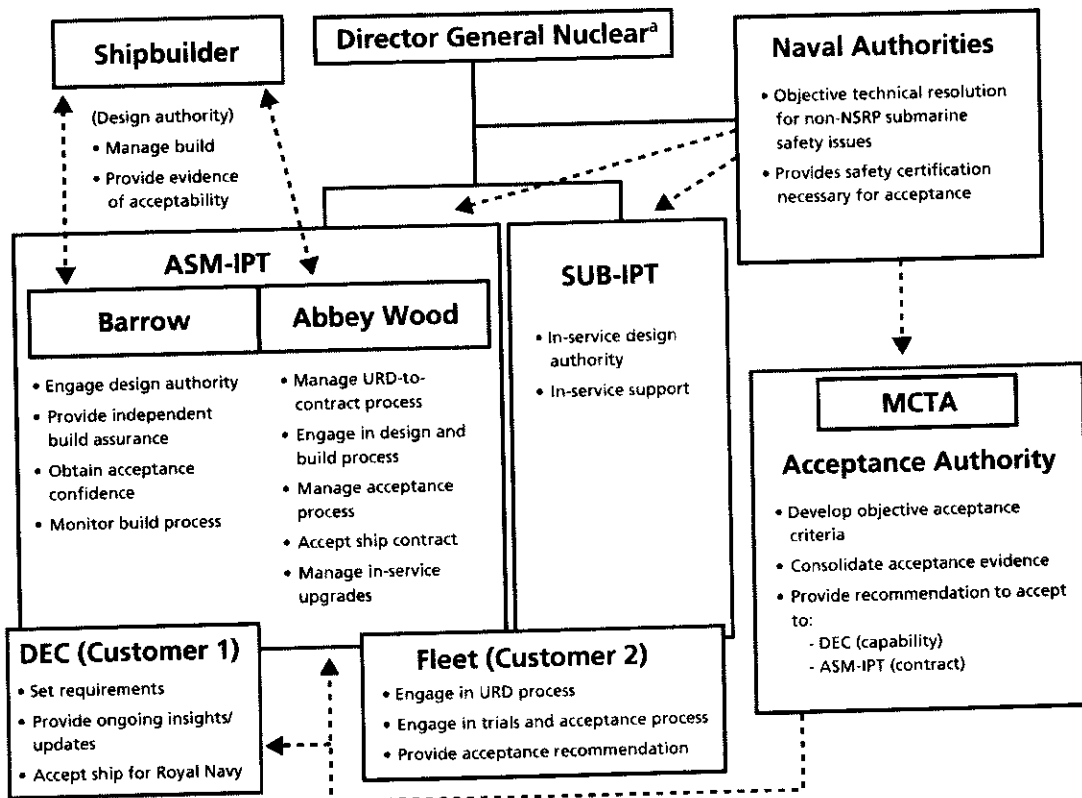 Shipbuilder
(Design authority)
• Manage build
• Provide evidence
of acceptability
Director General Nuclearᵃ
Naval Authorities
• Objective technical resolution
for non-NSRP submarine
safety issues
• Provides safety certification
necessary for acceptance
ASM-IPT
Barrow
• Engage design authority
• Provide independent
build assurance
• Obtain acceptance
confidence
• Monitor build process
Abbey Wood
• Manage URD-to-
contract process
• Engage in design and
build process
• Manage acceptance
process
• Accept ship contract
• Manage in-service
upgrades
SUB-IPT
• In-service design
authority
• In-service support
MCTA
Acceptance Authority
• Develop objective acceptance
criteria
• Consolidate acceptance evidence
• Provide recommendation to accept
to:
- DEC (capability)
- ASM-IPT (contract)
DEC (Customer 1)
• Set requirements
• Provide ongoing insights/
updates
• Accept ship for Royal Navy
Fleet (Customer 2)
• Engage in URD process
• Engage in trials and acceptance process
• Provide acceptance recommendation